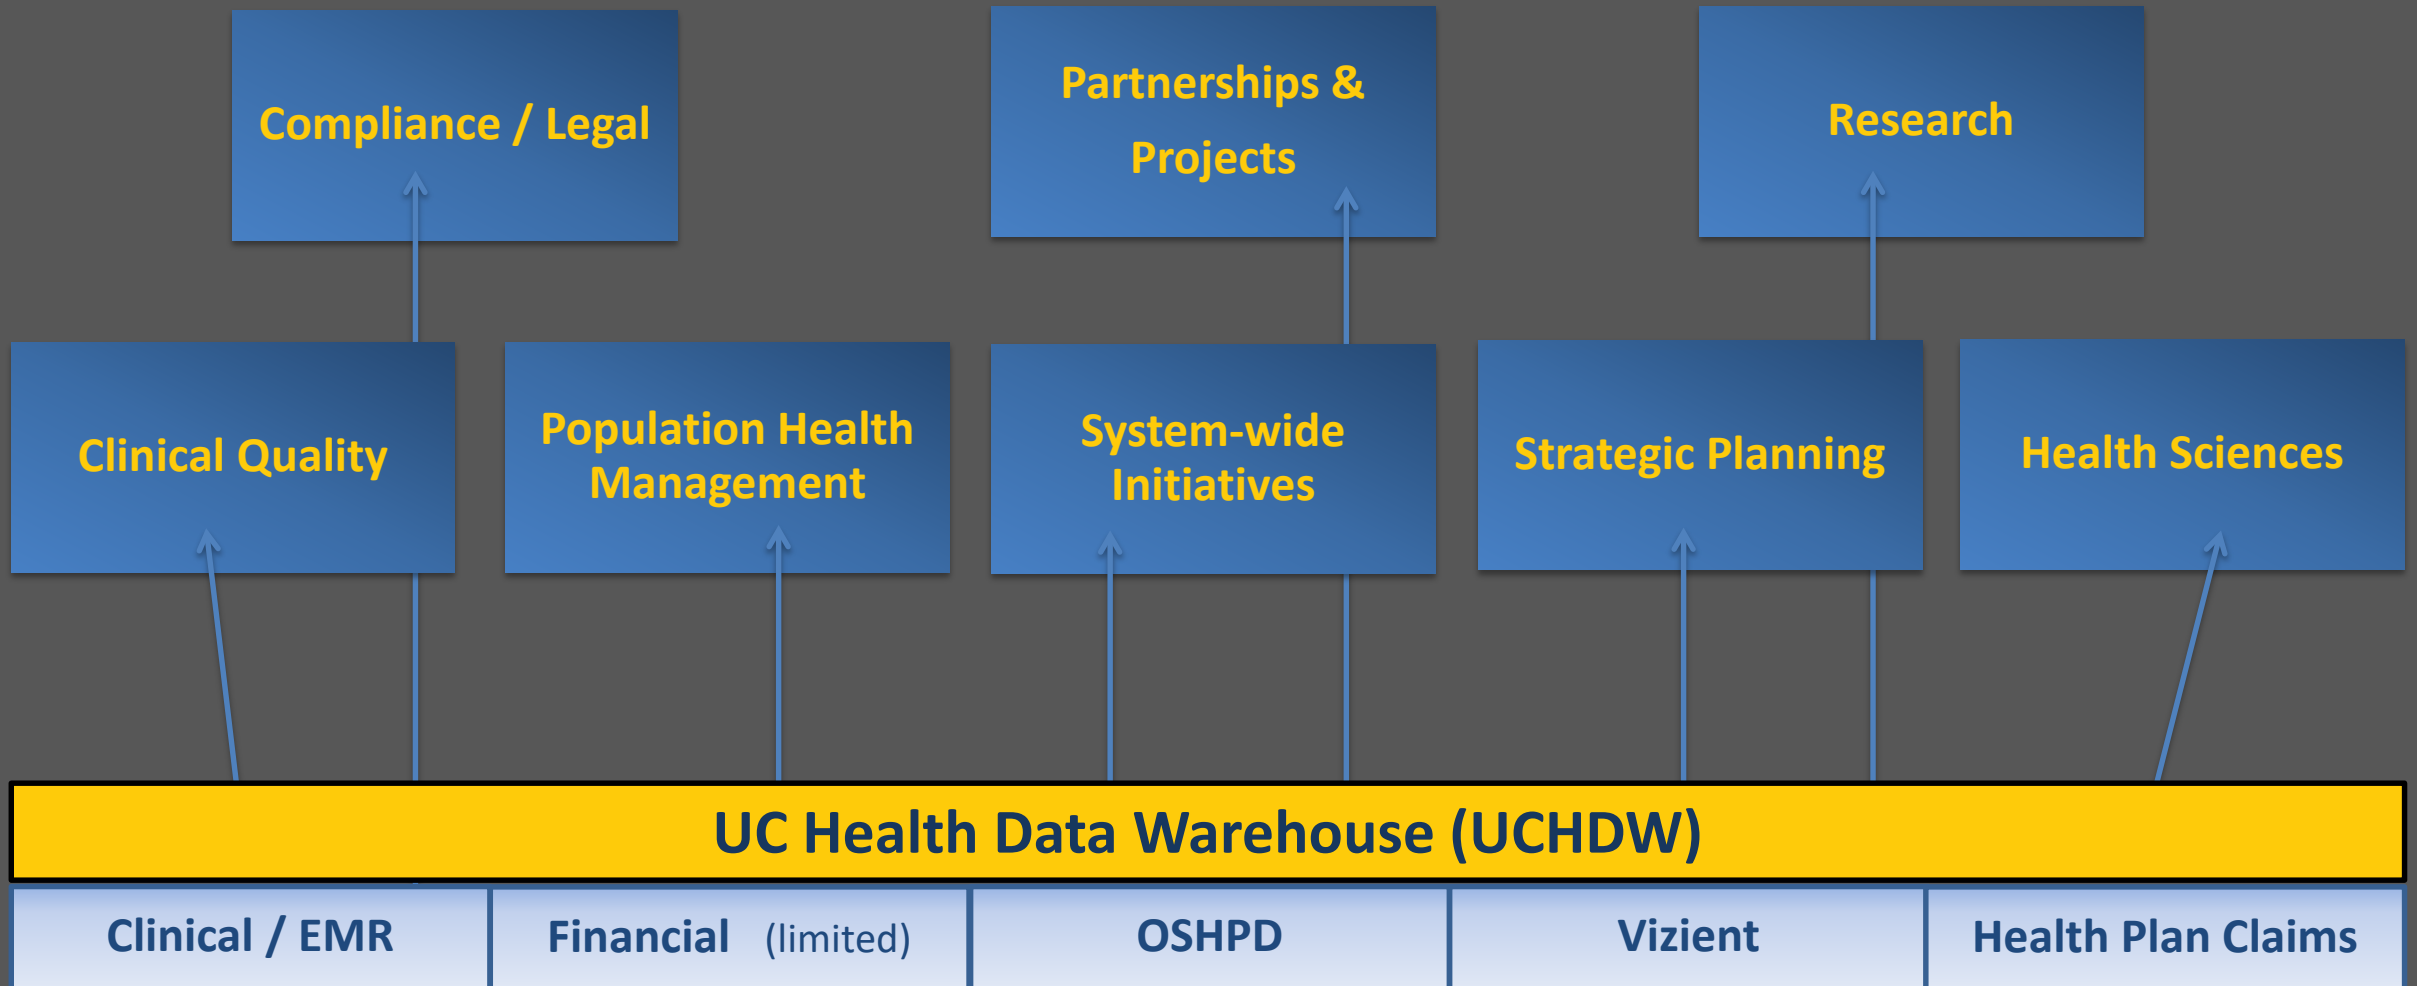 Compliance / Legal
Partnerships &
Projects
Research
Clinical Quality
Population Health
Management
System-wide
Initiatives
Strategic Planning
Health Sciences
UC Health Data Warehouse (UCHDW)
Clinical / EMR
Financial (limited)
OSHPD
Vizient
Health Plan Claims